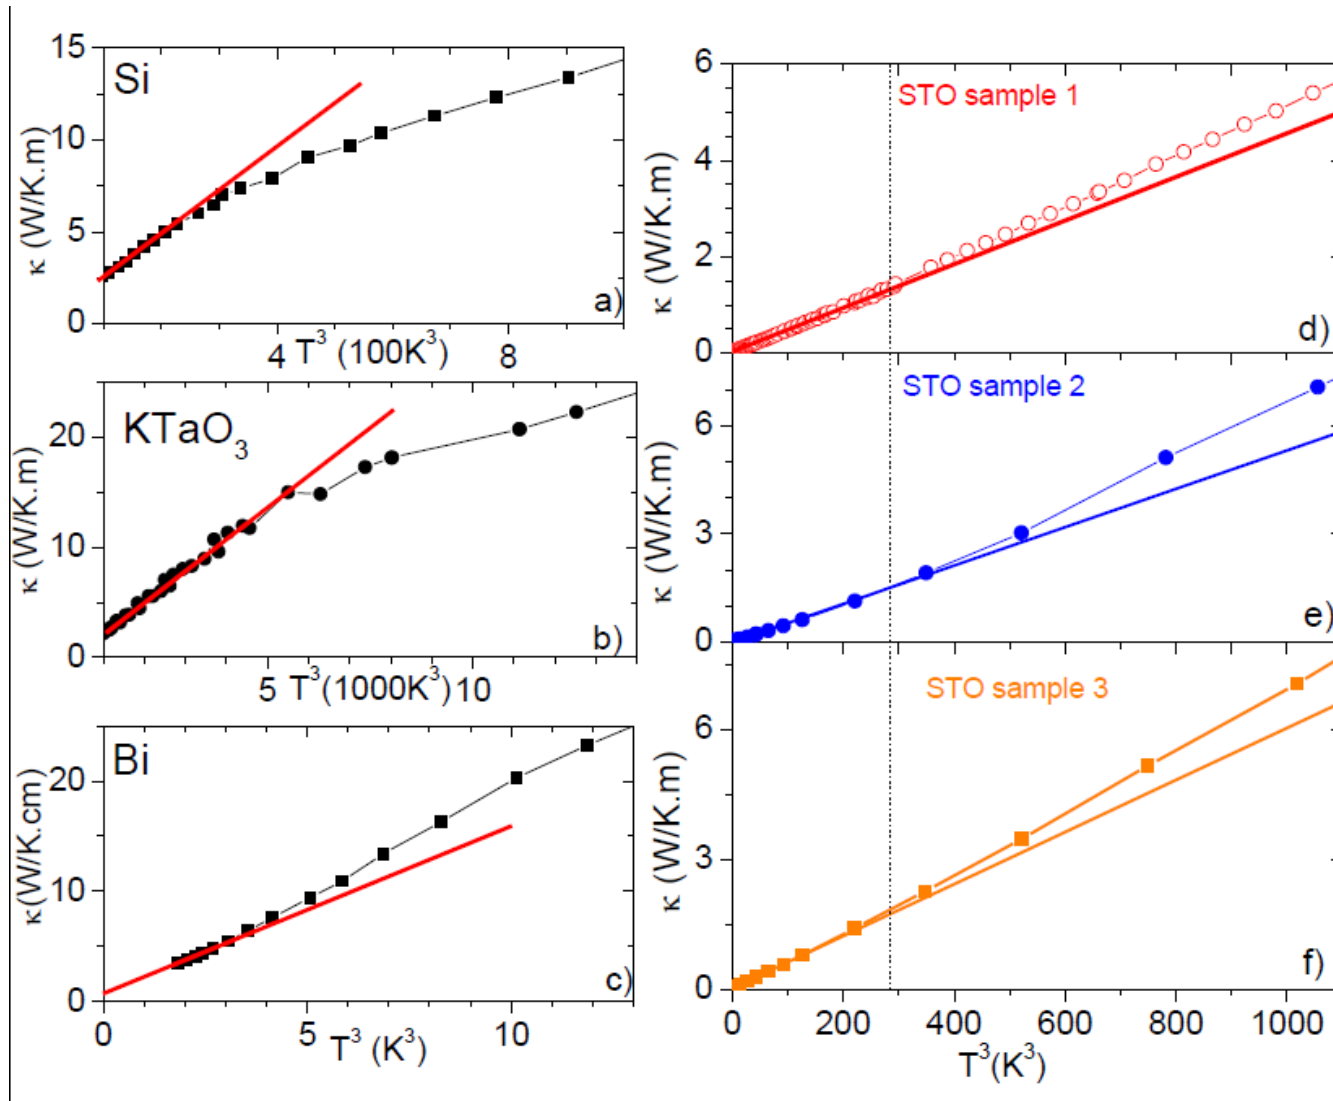 Si
15
10
5
0
κ (W/K.m)
a)
4 T³ (100K³) 8
KTaO₃
20
10
0
κ (W/K.m)
b)
5 T³(1000K³) 10
Bi
20
10
0
κ(W/K.cm)
c)
0 5 10
T³ (K³)
STO sample 1
6
4
2
0
κ (W/K.m)
d)
STO sample 2
6
3
0
κ (W/K.m)
e)
STO sample 3
6
3
0
κ (W/K.m)
f)
0 200 400 600 800 1000
T³(K³)